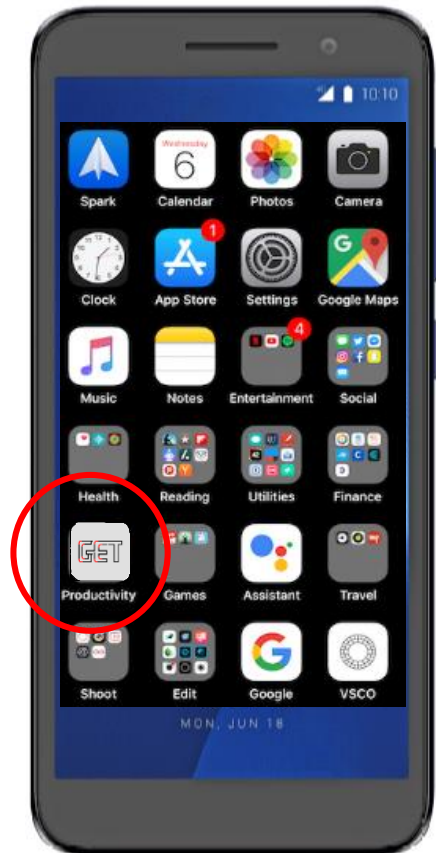 10:10
Wednesday
6
Spark Calendar Photos Camera
1
G
Clock App Store Settings Google Maps
4
Music Notes Entertainment Social
Health Reading Utilities Finance
GET
Productivity Games Assistant Travel
G
Shoot Edit Google VSCO
MON, JUN 18